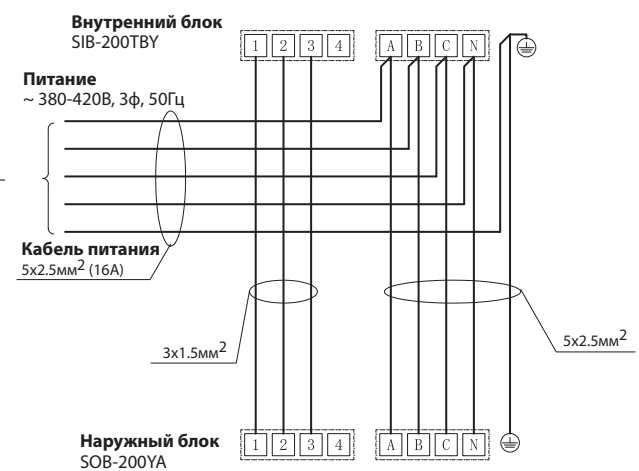 Внутренний блок
SIB-200TBY
1 2 3 4 A B C N
Питание
~ 380-420В, 3ф, 50Гц
Кабель питания
5x2.5мм2 (16А)
3x1.5мм2
5x2.5мм2
Наружный блок
SOB-200YA
1 2 3 4 A B C N